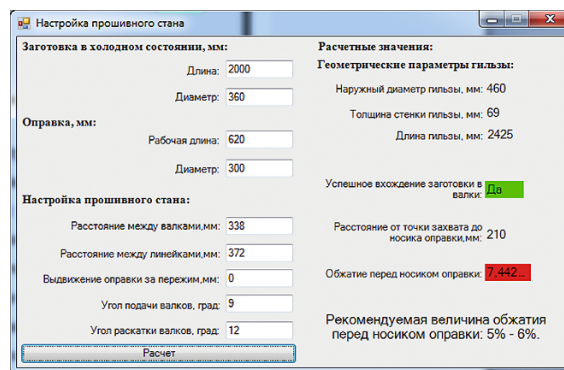 Настройка прошивного стана
Заготовка в холодном состоянии, мм:
Длина: 2000
Диаметр: 360
Оправка, мм:
Рабочая длина: 620
Диаметр: 300
Настройка прошивного стана:
Расстояние между валками,мм: 338
Расстояние между линейками,мм: 372
Выдвижение оправки за пережим,мм: 0
Угол подачи валков, град: 9
Угол раскатки валков, град: 12
Расчет
Расчетные значения:
Геометрические параметры гильзы:
Наружный диаметр гильзы, мм: 460
Толщина стенки гильзы, мм: 69
Длина гильзы, мм: 2425
Успешное вхождение заготовки в
валки: Да
Расстояние от точки захвата до
носика оправки,мм: 210
Обжатие перед носиком оправки: 7,442...
Рекомендуемая величина обжатия
перед носиком оправки: 5% - 6%.